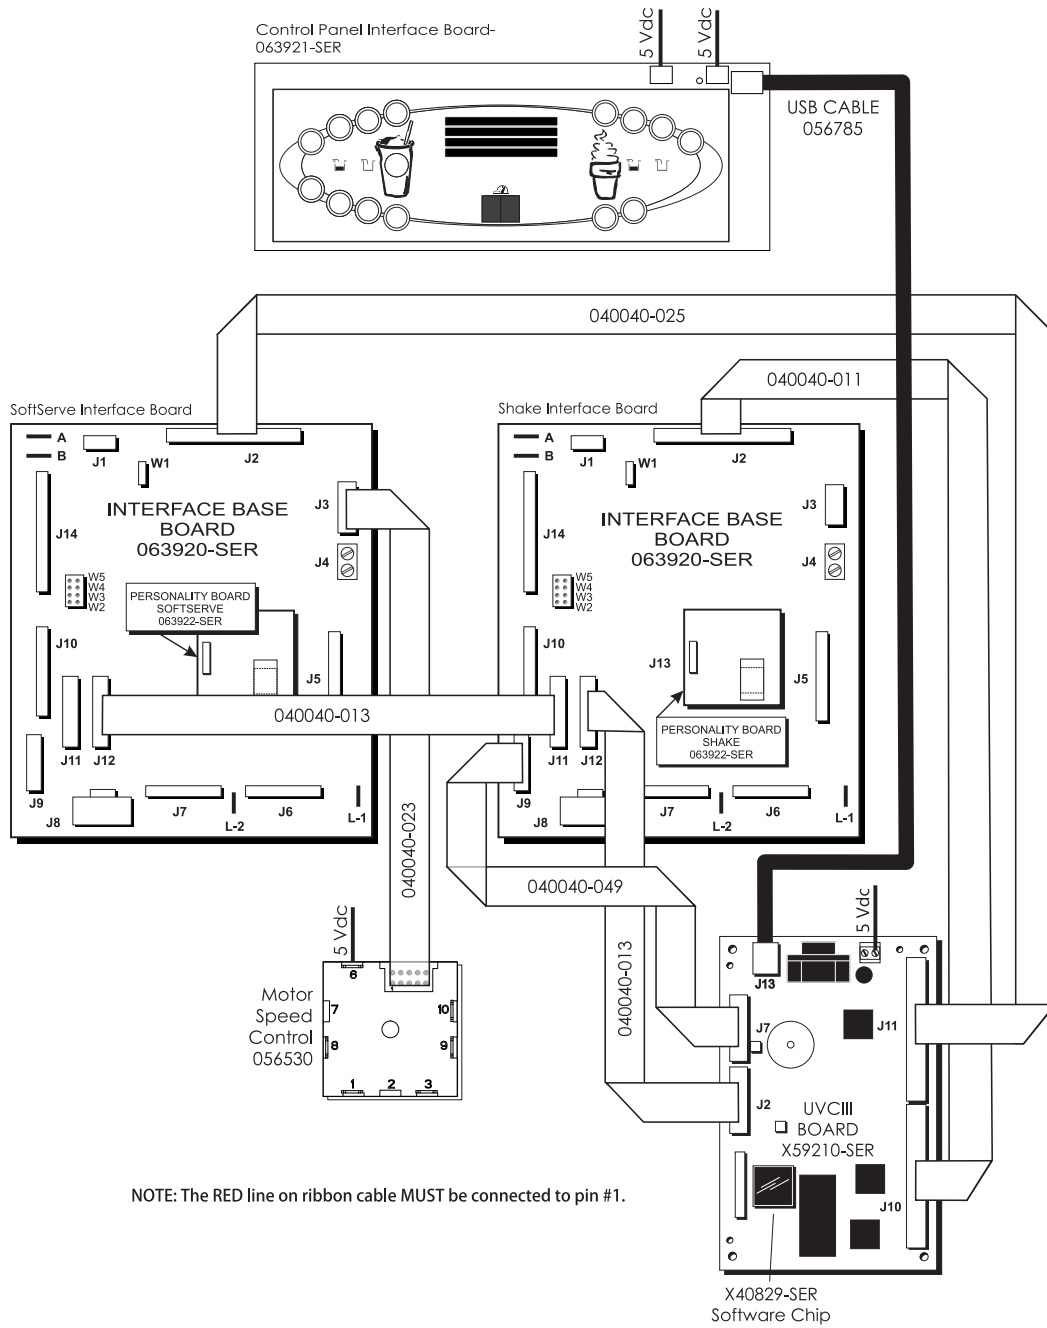 Control Panel Interface Board-
063921-SER
5 Vdc
5 Vdc
USB CABLE
056785
040040-025
040040-011
SoftServe Interface Board
A
B
J1
W1
J2
J3
J14
INTERFACE BASE
BOARD
063920-SER
J4
W5
W4
W3
W2
PERSONALITY BOARD
SOFTSERVE
063922-SER
J10
J5
040040-013
J11
J12
J9
J8
J7
L-2
J6
L-1
Shake Interface Board
A
B
J1
W1
J2
J3
J14
INTERFACE BASE
BOARD
063920-SER
J4
W5
W4
W3
W2
J10
J13
J5
PERSONALITY BOARD
SHAKE
063922-SER
J11
J12
J9
J8
J7
L-2
J6
L-1
040040-023
040040-049
040040-013
5 Vdc
Motor
Speed
Control
056530
6
1
7
10
8
9
1
2
3
5 Vdc
J13
J7
J11
J2
UVCIII
BOARD
X59210-SER
J10
NOTE: The RED line on ribbon cable MUST be connected to pin #1.
X40829-SER
Software Chip